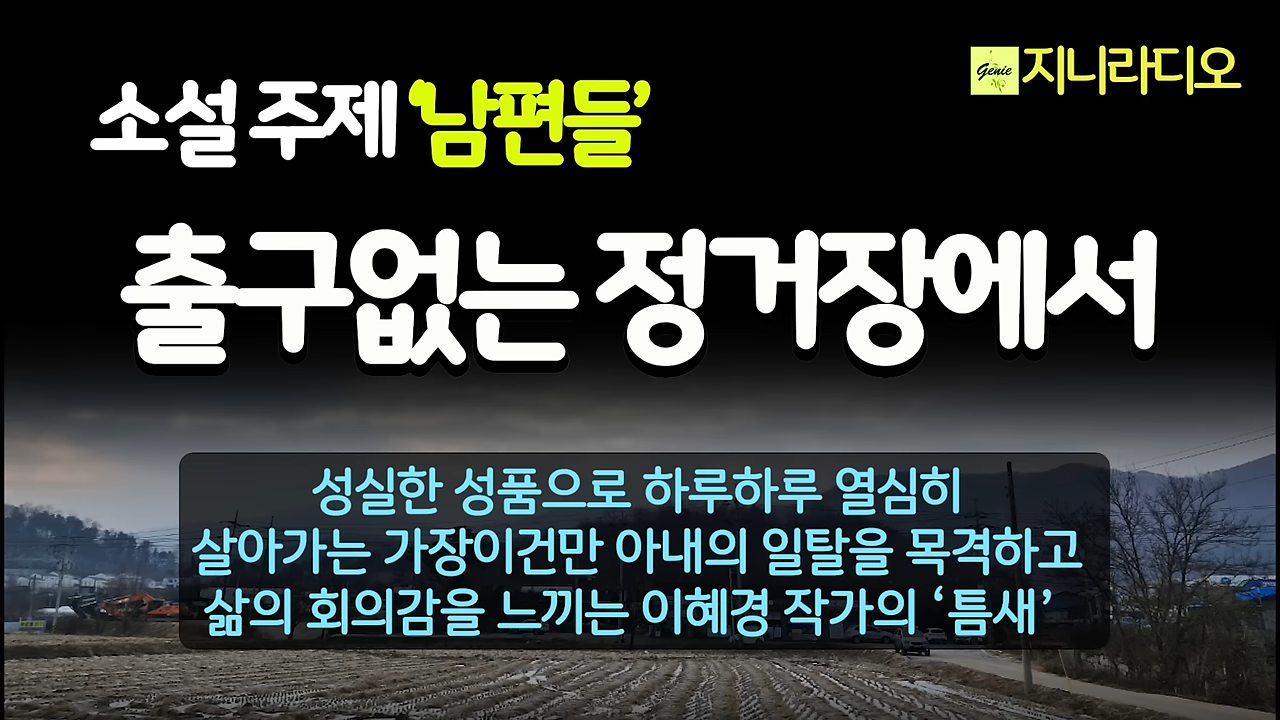 Genie 지니라디오
소설 주제 ‘남편들’
출구없는 정거장에서
성실한 성품으로 하루하루 열심히
살아가는 가장이건만 아내의 일탈을 목격하고
삶의 회의감을 느끼는 이혜경 작가의 ‘틈새’